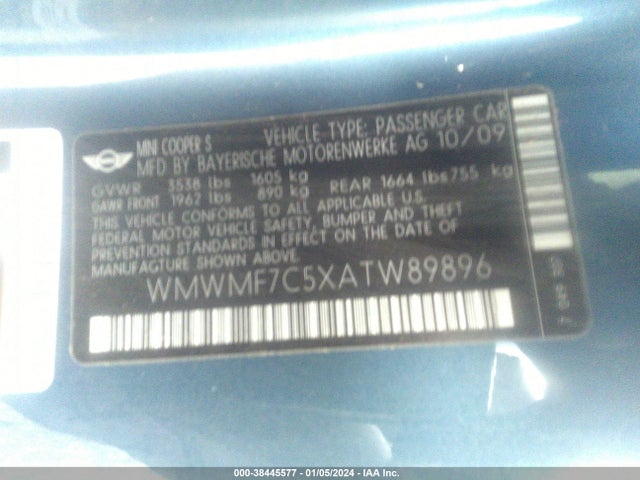 MINI COOPER S VEHICLE TYPE: PASSENGER CAR
MFD BY BAYERISCHE MOTORENWERKE AG 10/09
GVWR 3538 lbs 1605 kg
GAWR FRONT 1962 lbs 890 kg REAR 1664 lbs 755 kg
THIS VEHICLE CONFORMS TO ALL APPLICABLE U.S.
FEDERAL MOTOR VEHICLE SAFETY, BUMPER AND THEFT
PREVENTION STANDARDS IN EFFECT ON THE DATE OF
MANUFACTURE SHOWN ABOVE.
WMWMF7C5XATW89896
000-38445577 - 01/05/2024 - IAA Inc.